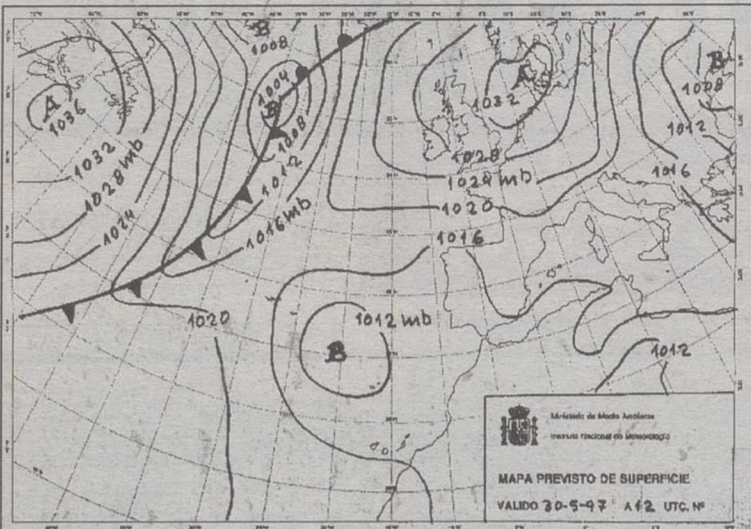 B
1008
1004
B
1008
1012
1016 mb
A
1036
1032
1028 mb
1024
1020
A
1032
1028
1024 mb
1020
1016
B
1008
1012
1016
1012 mb
B
1012
Ministerio de Medio Ambiente
Instituto Nacional de Meteorología
MAPA PREVISTO DE SUPERFICIE
VALIDO 30-5-97 A 12 UTC. Nº